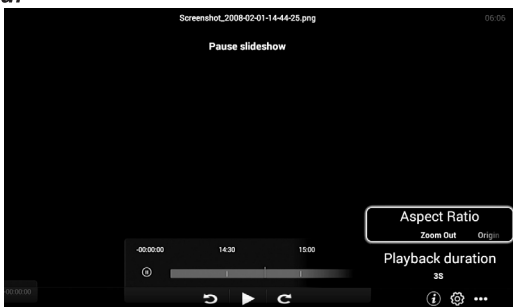 Screenshot_2008-02-01-14-44-25.png
06:06
Pause slideshow
Aspect Ratio
Zoom Out Origin
-00:00:00 14:30 15:00
Playback duration
3S
-00:00:00